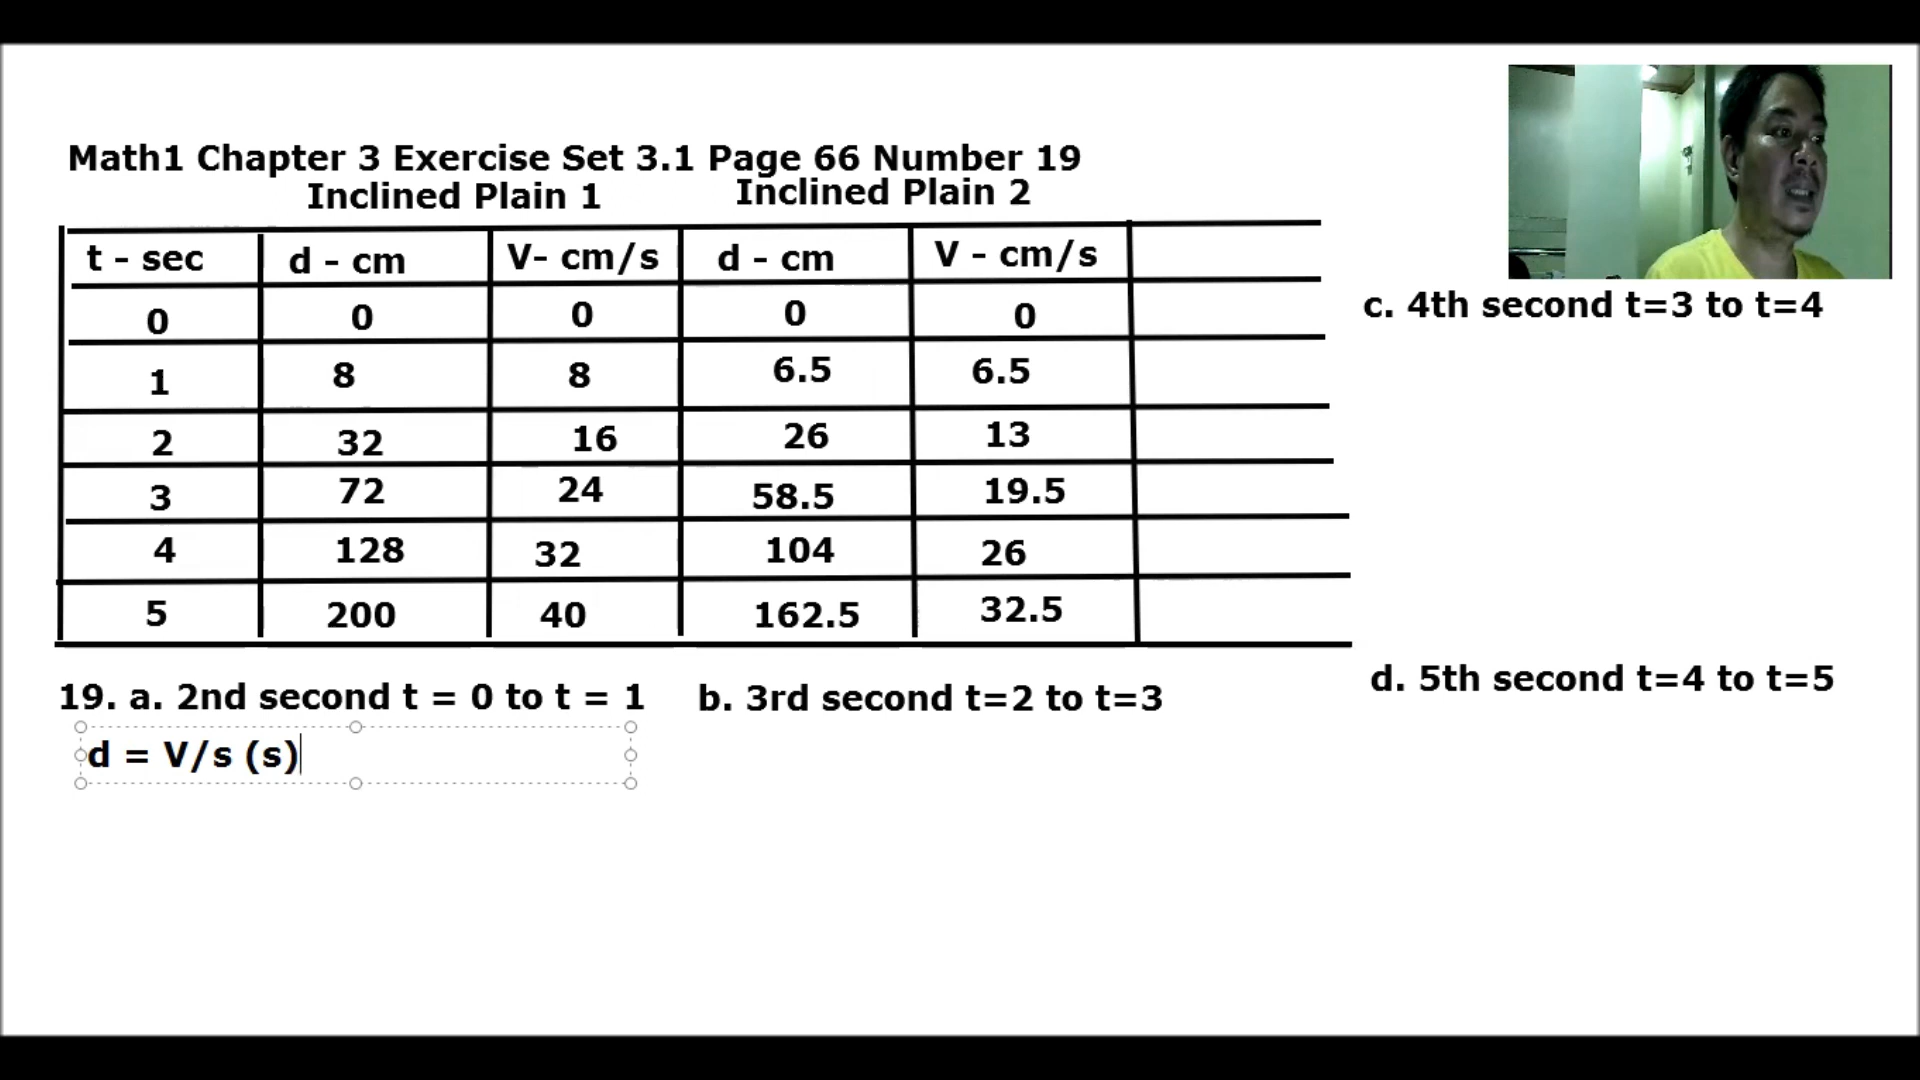 Math1 Chapter 3 Exercise Set 3.1 Page 66 Number 19
Inclined Plain 1 Inclined Plain 2
t - sec d - cm V- cm/s d - cm V - cm/s
0 0 0 0 0
1 8 8 6.5 6.5
2 32 16 26 13
3 72 24 58.5 19.5
4 128 32 104 26
5 200 40 162.5 32.5
19. a. 2nd second t = 0 to t = 1
d = V/s (s)
b. 3rd second t=2 to t=3
c. 4th second t=3 to t=4
d. 5th second t=4 to t=5